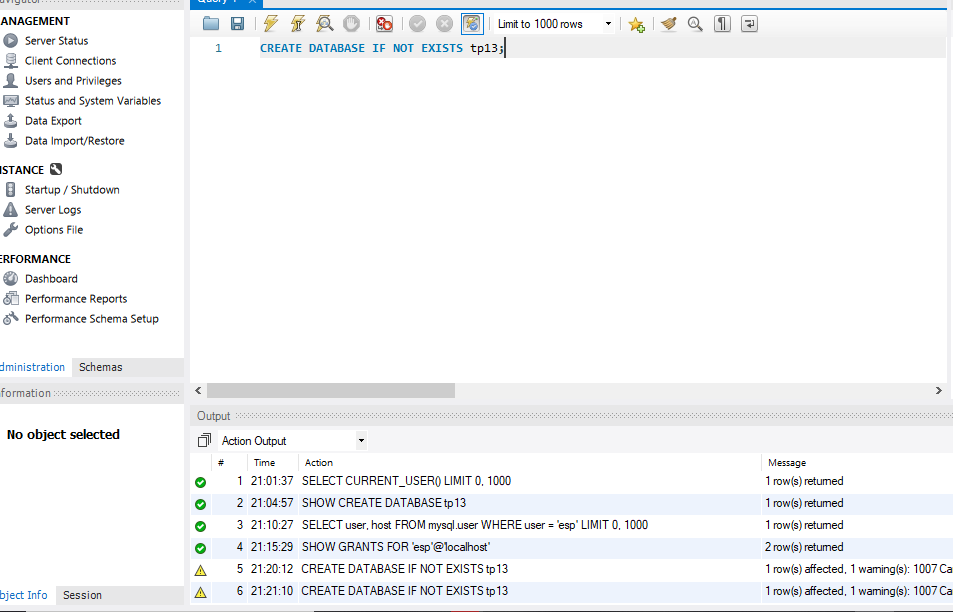 Query 1
Limit to 1000 rows
1 CREATE DATABASE IF NOT EXISTS tp13;
ANAGEMENT
Server Status
Client Connections
Users and Privileges
Status and System Variables
Data Export
Data Import/Restore
ISTANCE
Startup / Shutdown
Server Logs
Options File
ERFORMANCE
Dashboard
Performance Reports
Performance Schema Setup
dministration Schemas
formation
No object selected
bject Info Session
Output
Action Output
# Time Action Message
1 21:01:37 SELECT CURRENT_USER() LIMIT 0, 1000 1 row(s) returned
2 21:04:57 SHOW CREATE DATABASE tp13 1 row(s) returned
3 21:10:27 SELECT user, host FROM mysql.user WHERE user = 'esp' LIMIT 0, 1000 1 row(s) returned
4 21:15:29 SHOW GRANTS FOR 'esp'@'localhost' 2 row(s) returned
5 21:20:12 CREATE DATABASE IF NOT EXISTS tp13 1 row(s) affected, 1 warning(s): 1007 Ca
6 21:21:10 CREATE DATABASE IF NOT EXISTS tp13 1 row(s) affected, 1 warning(s): 1007 Ca